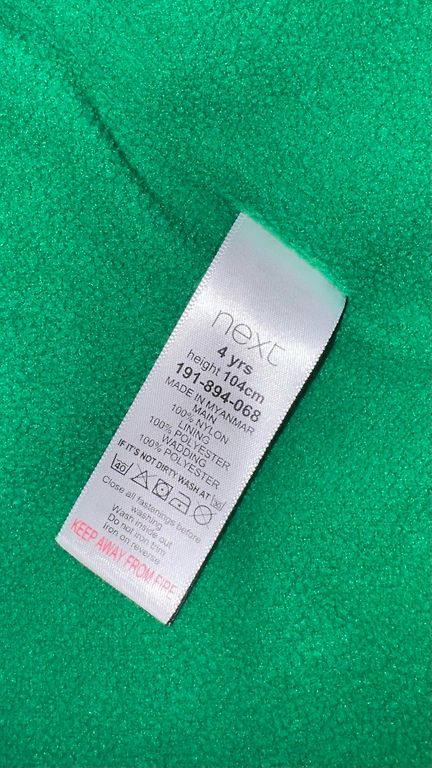 next
4 yrs
height 104cm
191-894-068
MADE IN MYANMAR
MAIN
100% NYLON
LINING
100% POLYESTER
WADDING
100% POLYESTER
IF IT'S NOT DIRTY WASH AT 30
40
Close all fastenings before
washing
Wash inside out
Do not iron trim
Iron on reverse
KEEP AWAY FROM FIRE